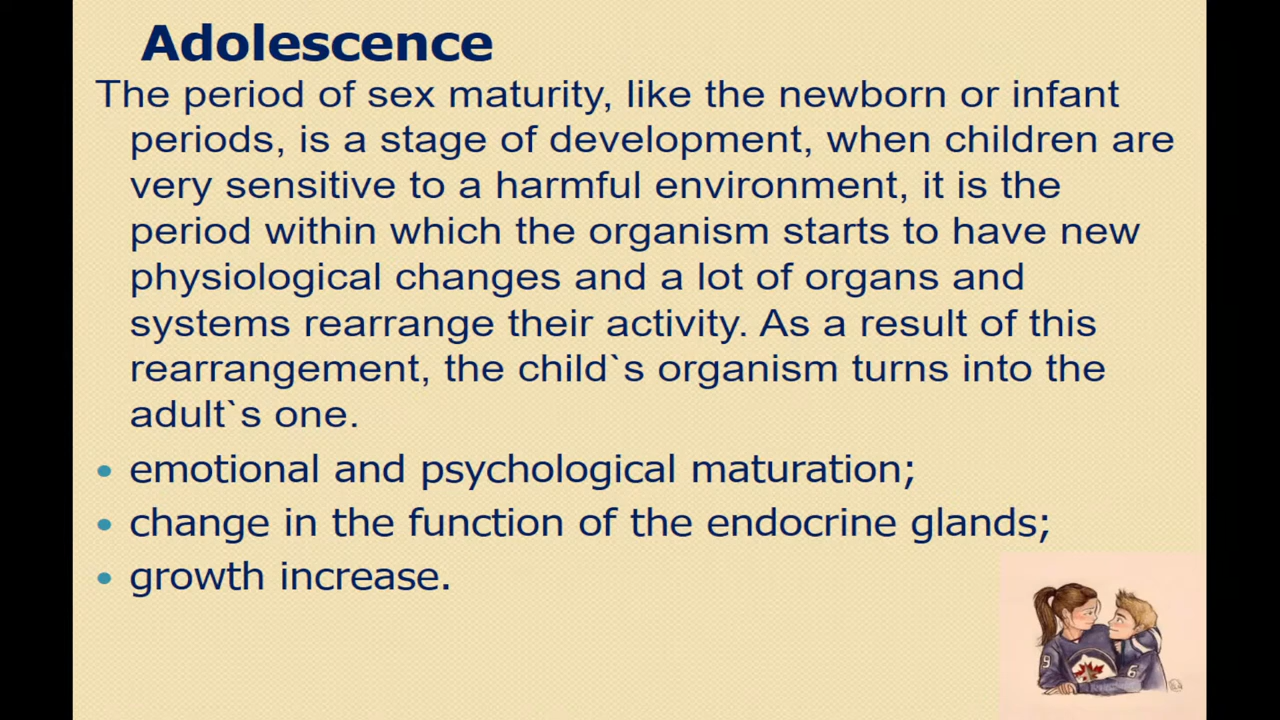 Adolescence
The period of sex maturity, like the newborn or infant
periods, is a stage of development, when children are
very sensitive to a harmful environment, it is the
period within which the organism starts to have new
physiological changes and a lot of organs and
systems rearrange their activity. As a result of this
rearrangement, the child`s organism turns into the
adult`s one.
• emotional and psychological maturation;
• change in the function of the endocrine glands;
• growth increase.
9
6